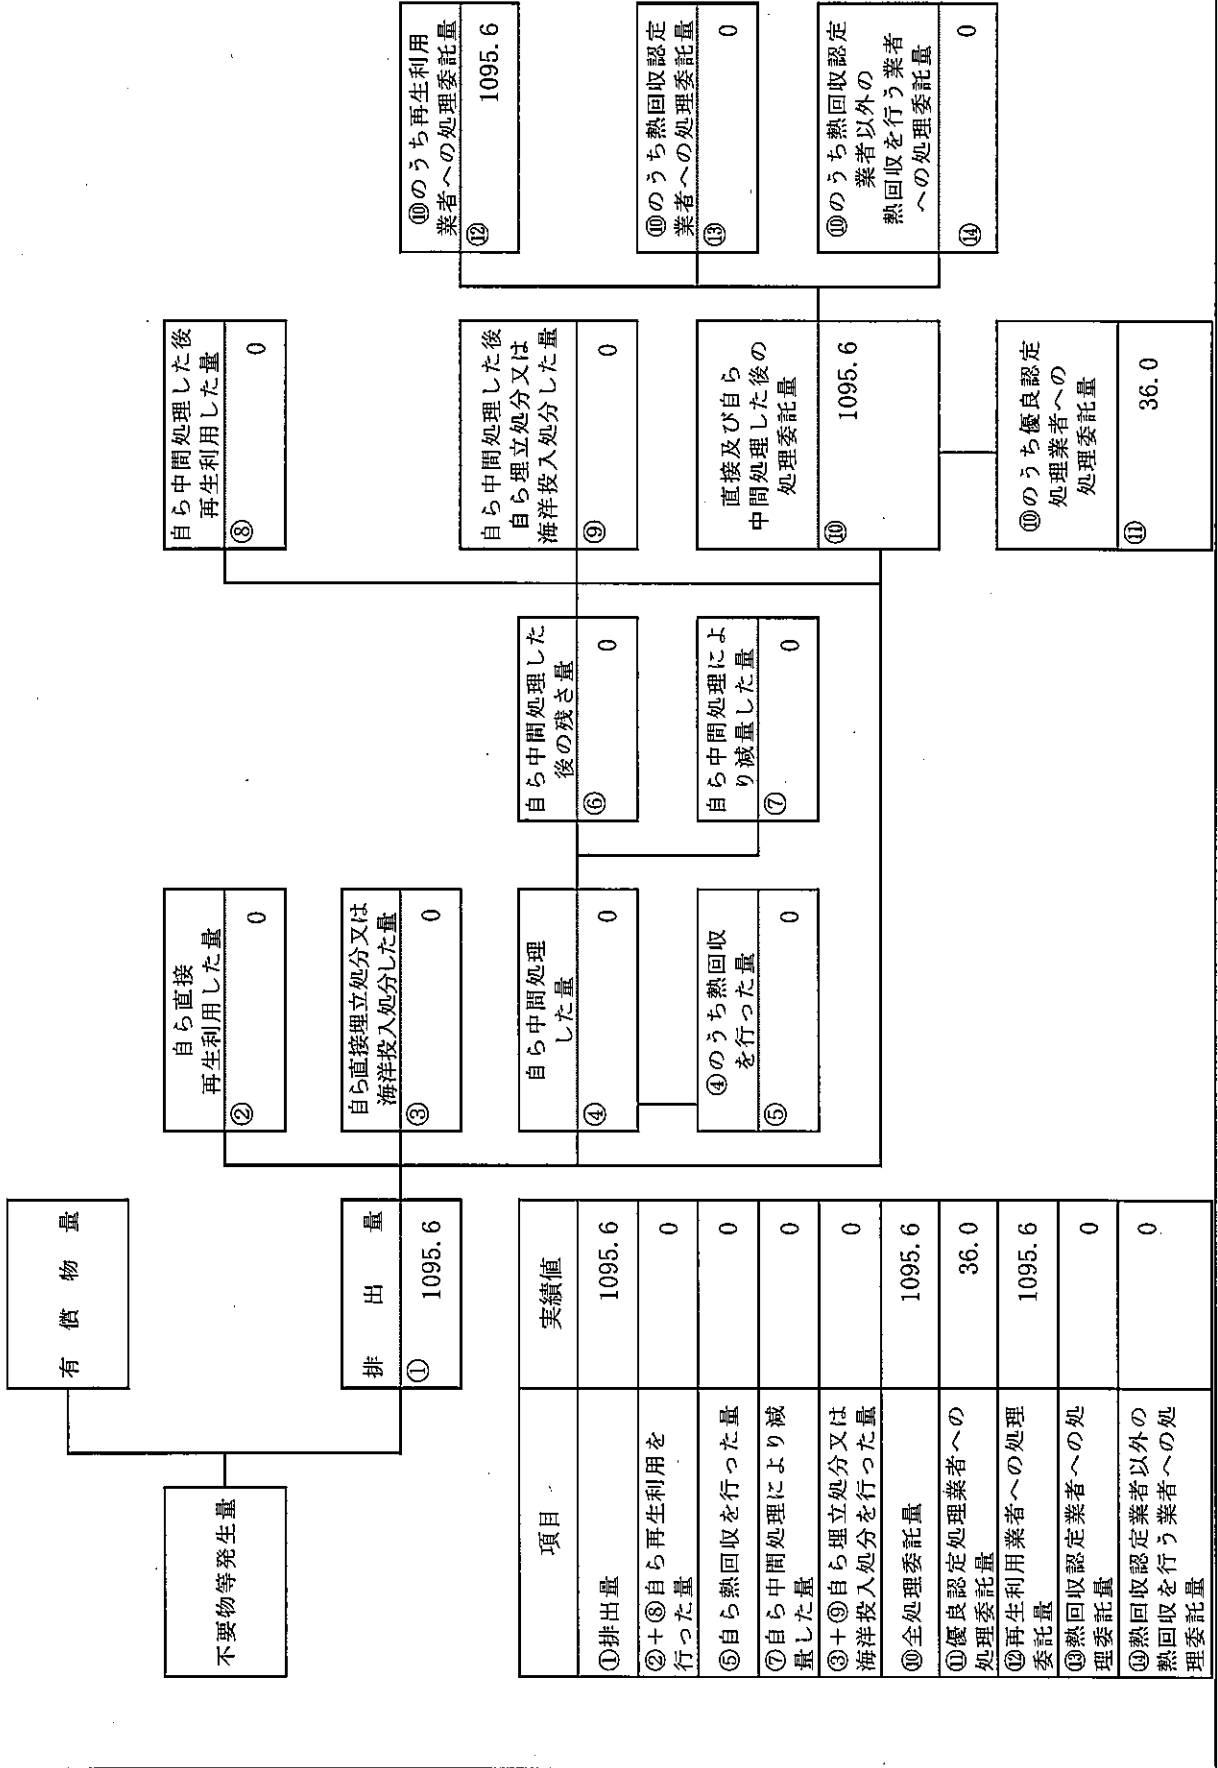 有償物量
不要物等発生量
排出量
① 1095.6
自ら直接
再生利用した量
② 0
自ら直接埋立処分又は
海洋投入処分した量
③ 0
自ら中間処理
した量
④ 0
④のうち熱回収
を行った量
⑤ 0
自ら中間処理した
後の残さ量
⑥ 0
自ら中間処理によ
り減量した量
⑦ 0
自ら中間処理した後
再生利用した量
⑧ 0
自ら中間処理した後
自ら埋立処分又は
海洋投入処分した量
⑨ 0
直接及び自ら
中間処理した後の
処理委託量
⑩ 1095.6
⑩のうち優良認定
処理業者への
処理委託量
⑪ 36.0
⑩のうち再生利用
業者への処理委託量
⑫ 1095.6
⑩のうち熱回収認定
業者への処理委託量
⑬ 0
⑩のうち熱回収認定
業者以外の
熱回収を行う業者
への処理委託量
⑭ 0
項目 実績値
①排出量 1095.6
②+⑧自ら再生利用を
行った量 0
⑤自ら熱回収を行った量 0
⑦自ら中間処理により減
量した量 0
③+⑨自ら埋立処分又は
海洋投入処分を行った量 0
⑩全処理委託量 1095.6
⑪優良認定処理業者への
処理委託量 36.0
⑫再生利用業者への処理
委託量 1095.6
⑬熱回収認定業者への処
理委託量 0
⑭熱回収認定業者以外の
熱回収を行う業者への処
理委託量 0